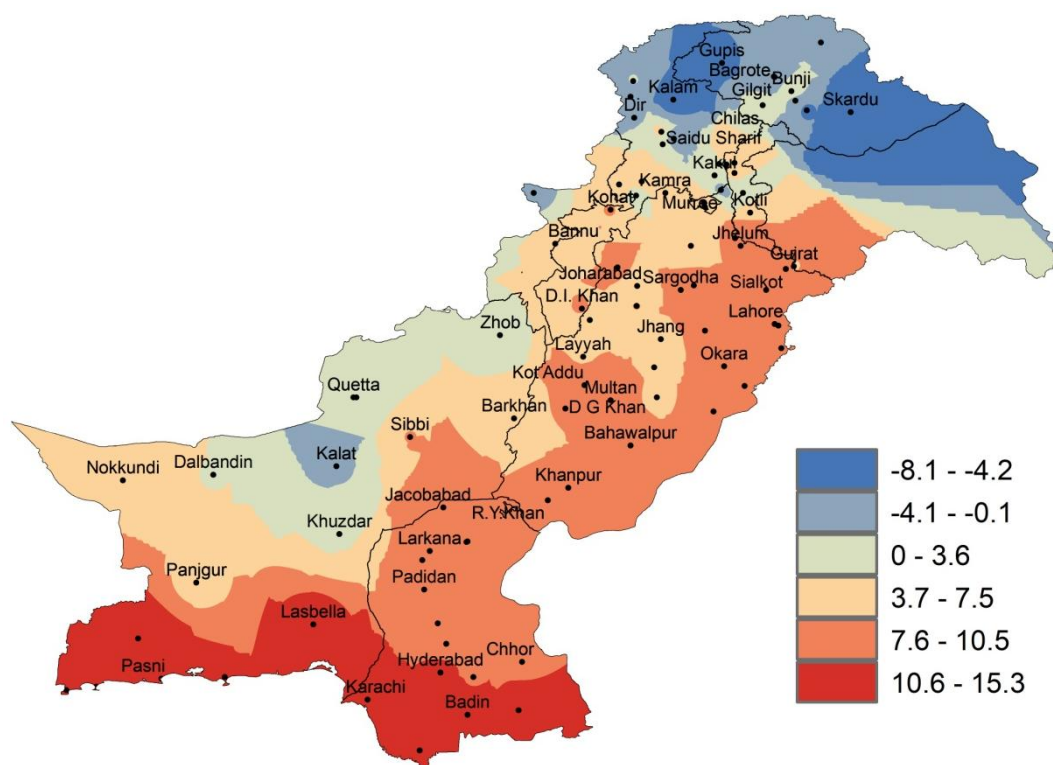 Gupis
Bagrote
Bunji
Kalam
Gilgit
Skardu
Dir
Chilas
Saidu Sharif
Kakul
Kamra
Kohat
Murree
Kotli
Bannu
Jhelum
Gujrat
Joharabad
Sargodha
Sialkot
D.I. Khan
Lahore
Zhob
Jhang
Layyah
Okara
Kot Addu
Quetta
Multan
Barkhan
D G Khan
Sibbi
Bahawalpur
Kalat
Nokkundi
Dalbandin
Khanpur
Jacobabad
R.Y.Khan
Khuzdar
Larkana
Panjgur
Padidan
Lasbella
Chhor
Pasni
Hyderabad
Karachi
Badin
-8.1 - -4.2
-4.1 - -0.1
0 - 3.6
3.7 - 7.5
7.6 - 10.5
10.6 - 15.3